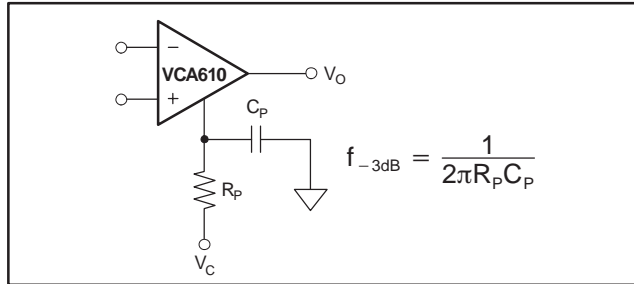 −
VCA610
+
V_O
C_P
R_P
V_C
f_{−3dB} = 1 / 2πR_PC_P